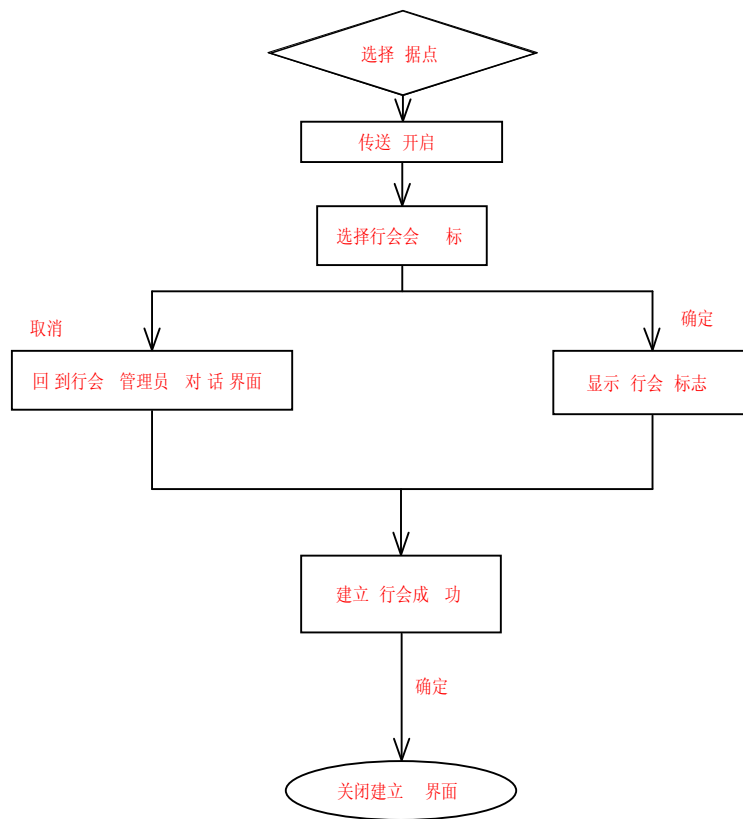 选择 据点
传送 开启
选择行会会 标
取消
确定
回 到行会 管理员 对 话 界面
显示 行会 标志
建立 行会成 功
确定
关闭建立 界面